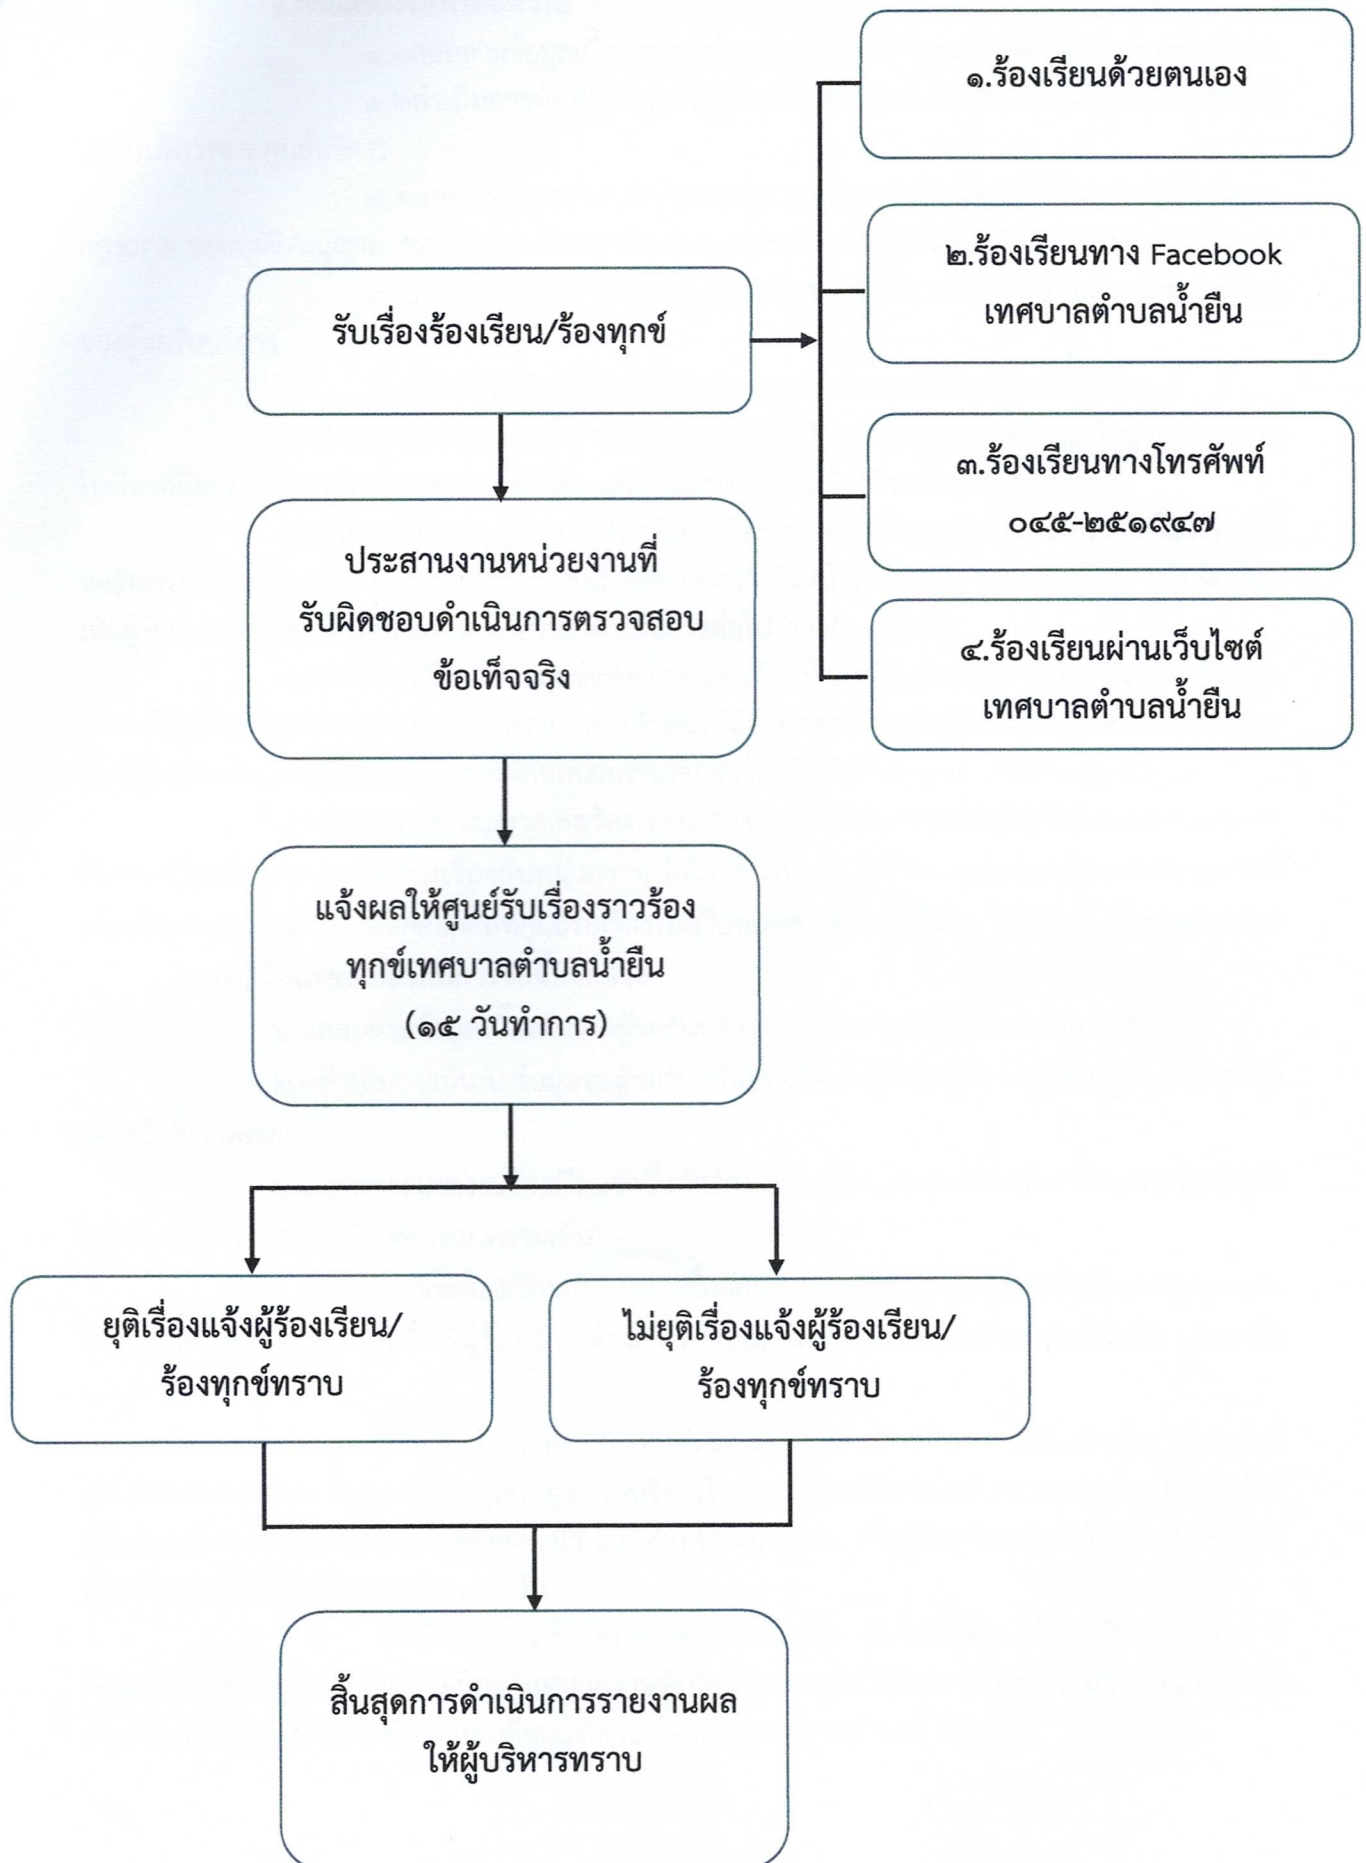 ๑.ร้องเรียนด้วยตนเอง
๒.ร้องเรียนทาง Facebook
เทศบาลตำบลน้ำยืน
รับเรื่องร้องเรียน/ร้องทุกข์
๓.ร้องเรียนทางโทรศัพท์
๐๔๕-๒๕๑๙๔๗
ประสานงานหน่วยงานที่
รับผิดชอบดำเนินการตรวจสอบ
ข้อเท็จจริง
๔.ร้องเรียนผ่านเว็บไซต์
เทศบาลตำบลน้ำยืน
แจ้งผลให้ศูนย์รับเรื่องราวร้อง
ทุกข์เทศบาลตำบลน้ำยืน
(๑๕ วันทำการ)
ยุติเรื่องแจ้งผู้ร้องเรียน/
ร้องทุกข์ทราบ
ไม่ยุติเรื่องแจ้งผู้ร้องเรียน/
ร้องทุกข์ทราบ
สิ้นสุดการดำเนินการรายงานผล
ให้ผู้บริหารทราบ